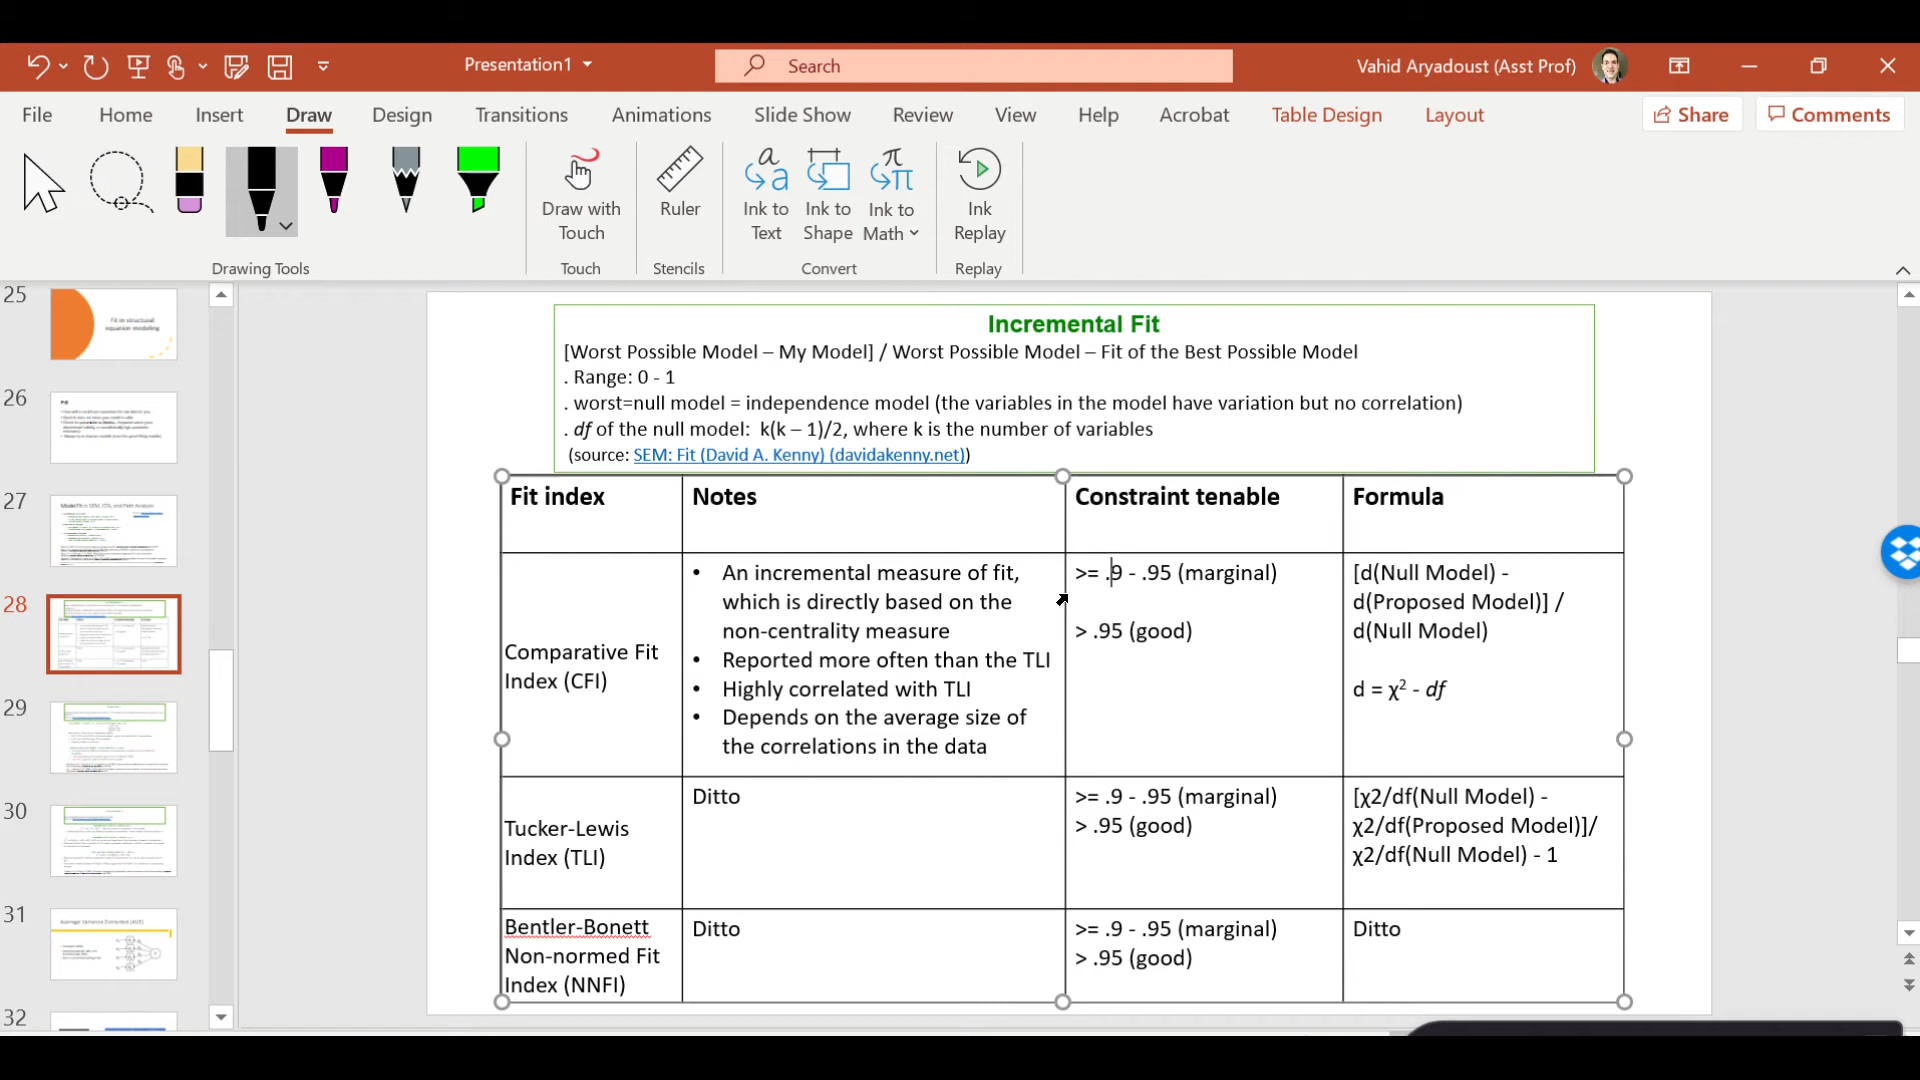 Presentation1
Search
Vahid Aryadoust (Asst Prof)
File Home Insert Draw Design Transitions Animations Slide Show Review View Help Acrobat Table Design Layout Share Comments
Draw with Touch
Ruler
Ink to Text
Ink to Shape
Ink to Math
Ink Replay
Drawing Tools Touch Stencils Convert Replay
25
Fit in structural
equation modelling
26
Fit
27
28
29
30
31
Average Variance Extracted (AVE)
32
Incremental Fit
[Worst Possible Model – My Model] / Worst Possible Model – Fit of the Best Possible Model
. Range: 0 - 1
. worst=null model = independence model (the variables in the model have variation but no correlation)
. df of the null model:  k(k – 1)/2, where k is the number of variables
(source: SEM: Fit (David A. Kenny) (davidakenny.net))
Fit index Notes Constraint tenable Formula
Comparative Fit
Index (CFI)
• An incremental measure of fit,
which is directly based on the
non-centrality measure
• Reported more often than the TLI
• Highly correlated with TLI
• Depends on the average size of
the correlations in the data
>= .9 - .95 (marginal)
> .95 (good)
[d(Null Model) -
d(Proposed Model)] /
d(Null Model)
d = χ² - df
Tucker-Lewis
Index (TLI)
Ditto
>= .9 - .95 (marginal)
> .95 (good)
[χ2/df(Null Model) -
χ2/df(Proposed Model)]/
χ2/df(Null Model) - 1
Bentler-Bonett
Non-normed Fit
Index (NNFI)
Ditto
>= .9 - .95 (marginal)
> .95 (good)
Ditto